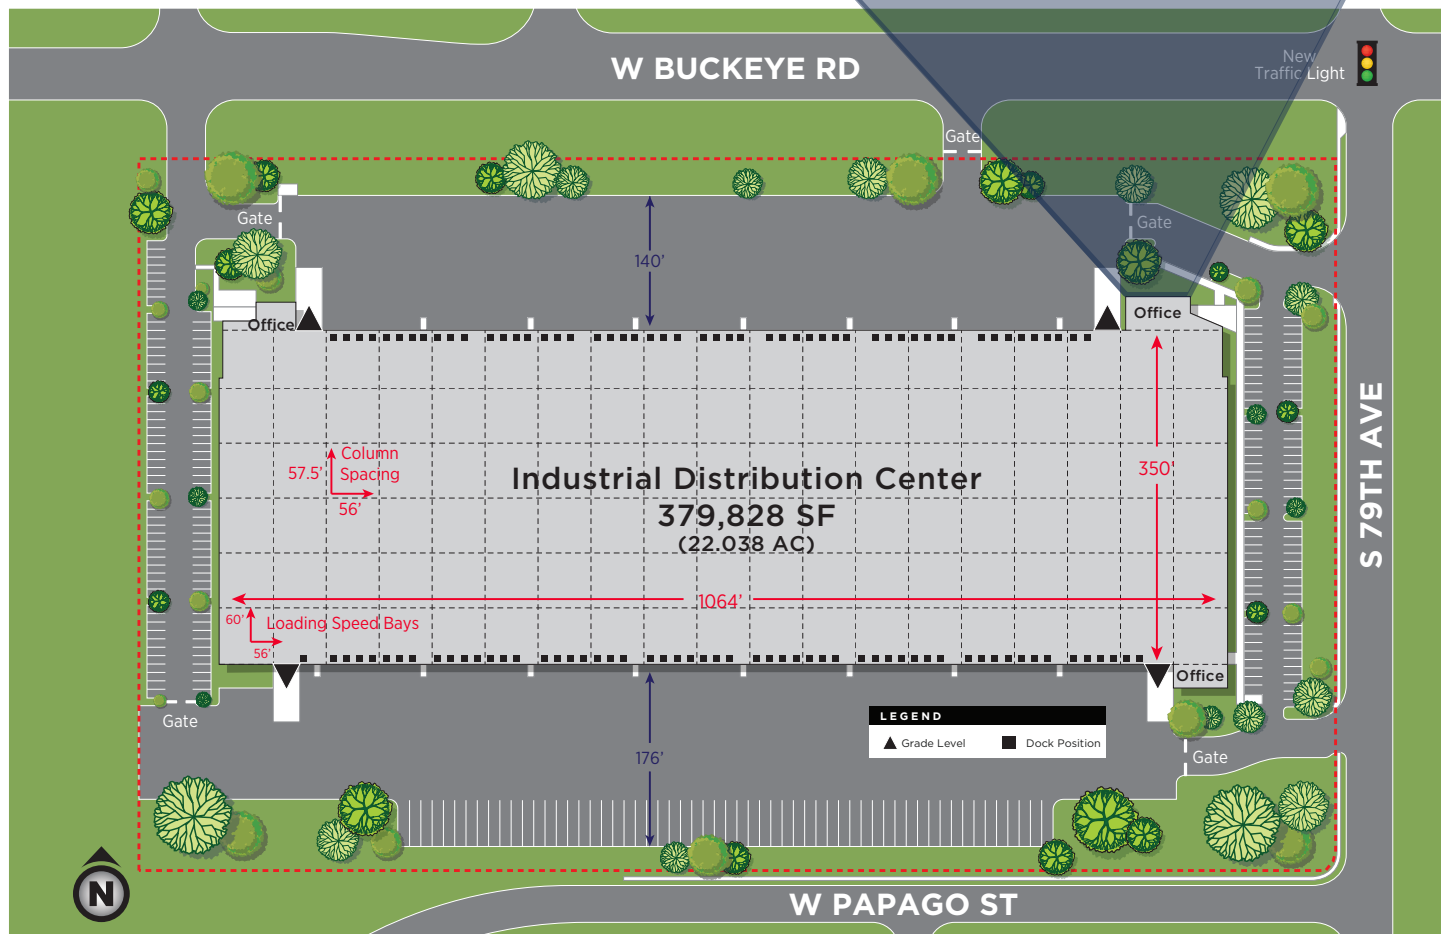 W BUCKEYE RD
New
Traffic Light
Gate
Gate
Gate
140'
Office
Office
Column
Spacing
57.5'
56'
350'
Industrial Distribution Center
379,828 SF
(22.038 AC)
S 79TH AVE
1064'
60'
Loading Speed Bays
56'
Office
Gate
LEGEND
Grade Level
Dock Position
176'
Gate
N
W PAPAGO ST